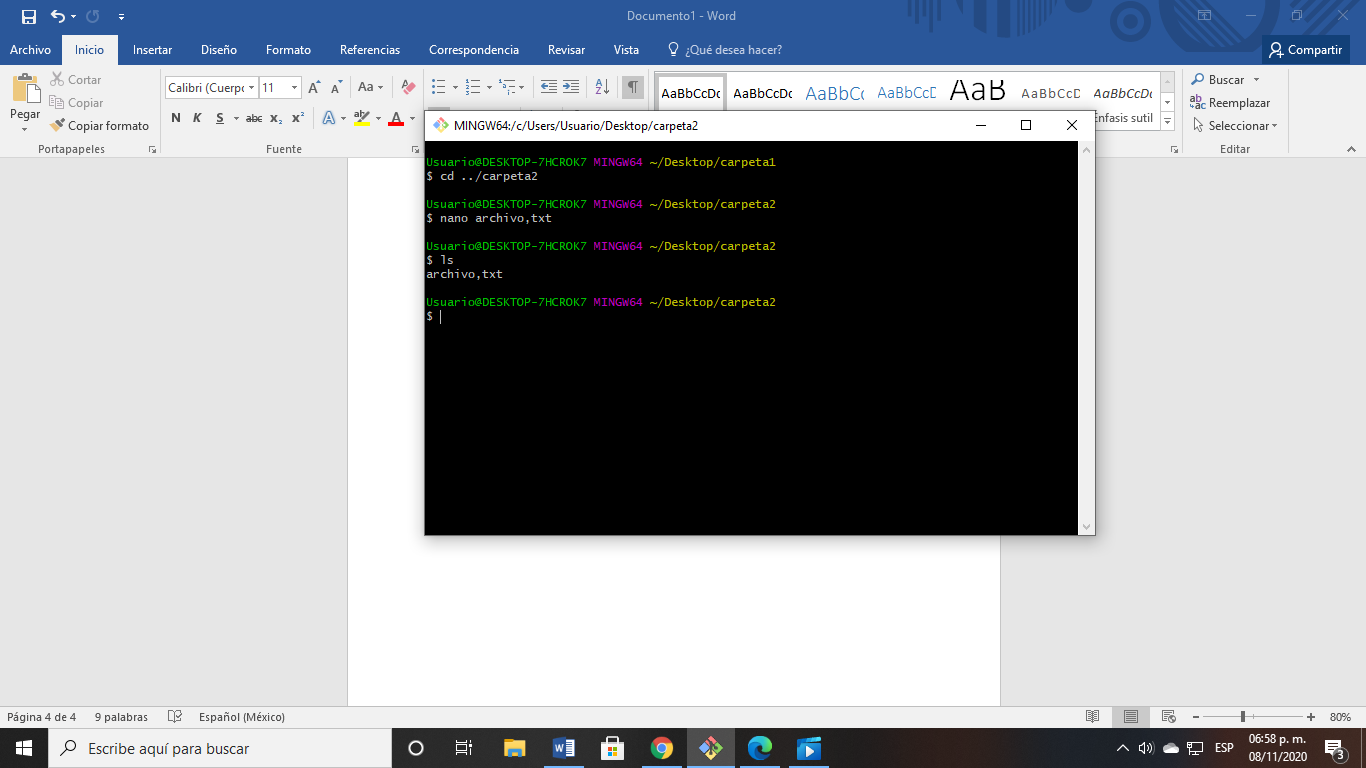 Documento1 - Word
Archivo Inicio Insertar Diseño Formato Referencias Correspondencia Revisar Vista ¿Qué desea hacer? Compartir
Pegar
Cortar
Copiar
Copiar formato
Portapapeles
Calibri (Cuerpo 11
N K S abc x₂ x²
Fuente
AaBbCcDc AaBbCcDc AaBbCc AaBbCcD AaB AaBbCcD AaBbCcDc
Énfasis sutil
Buscar
Reemplazar
Seleccionar
Editar
MINGW64:/c/Users/Usuario/Desktop/carpeta2
Usuario@DESKTOP-7HCROK7 MINGW64 ~/Desktop/carpeta1
$ cd ../carpeta2
Usuario@DESKTOP-7HCROK7 MINGW64 ~/Desktop/carpeta2
$ nano archivo,txt
Usuario@DESKTOP-7HCROK7 MINGW64 ~/Desktop/carpeta2
$ ls
archivo,txt
Usuario@DESKTOP-7HCROK7 MINGW64 ~/Desktop/carpeta2
$
Página 4 de 4 9 palabras Español (México) 80%
Escribe aquí para buscar
ESP
06:58 p. m.
08/11/2020
3